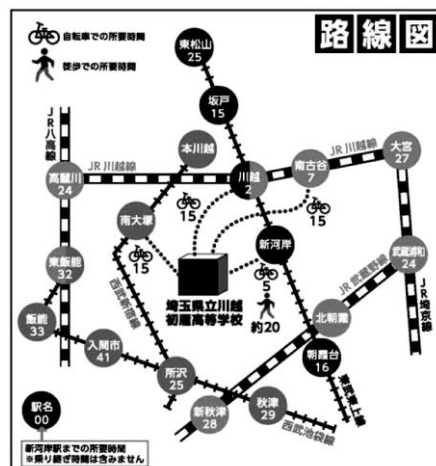 路線図
自転車での所要時間
徒歩での所要時間
東松山
25
坂戸
15
本川越
JR八高線
JR川越線
高麗川
24
川越
2
南古谷
7
大宮
27
15
15
南大塚
新河岸
15
5
約20
埼玉県立川越
初雁高等学校
東飯能
32
飯能
33
入間市
41
西武新宿線
所沢
25
JR武蔵野線
武蔵浦和
24
JR埼京線
北朝霞
朝霞台
16
東武東上線
新秋津
28
秋津
29
西武池袋線
駅名
00
新河岸駅までの所要時間
※乗り継ぎ時間は含みません